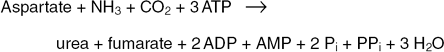 Aspartate + NH3 + CO2 + 3 ATP ⟶
urea + fumarate + 2 ADP + AMP + 2 Pi + PPi + 3 H2O